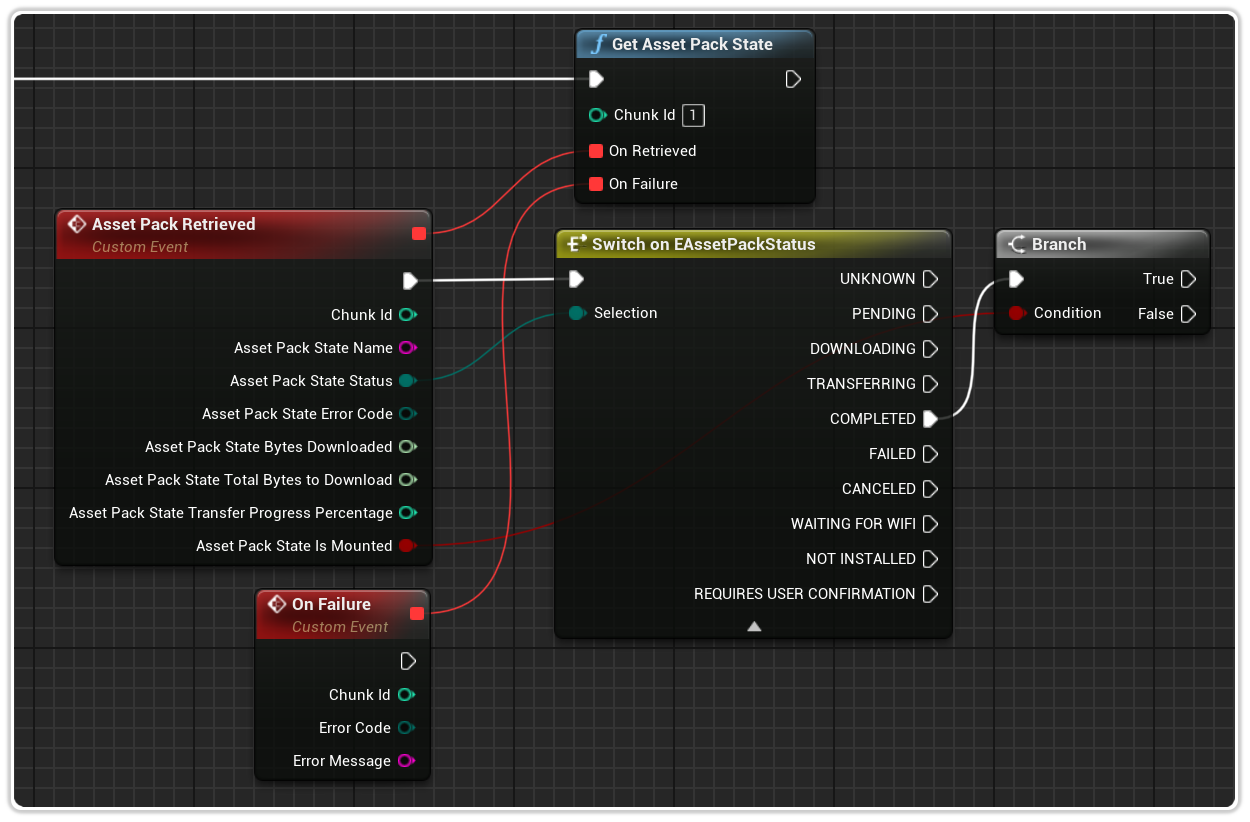 Get Asset Pack State
Chunk Id 1
On Retrieved
On Failure
Asset Pack Retrieved
Custom Event
Chunk Id
Asset Pack State Name
Asset Pack State Status
Asset Pack State Error Code
Asset Pack State Bytes Downloaded
Asset Pack State Total Bytes to Download
Asset Pack State Transfer Progress Percentage
Asset Pack State Is Mounted
Switch on EAssetPackStatus
Selection
UNKNOWN
PENDING
DOWNLOADING
TRANSFERRING
COMPLETED
FAILED
CANCELED
WAITING FOR WIFI
NOT INSTALLED
REQUIRES USER CONFIRMATION
Branch
True
Condition
False
On Failure
Custom Event
Chunk Id
Error Code
Error Message